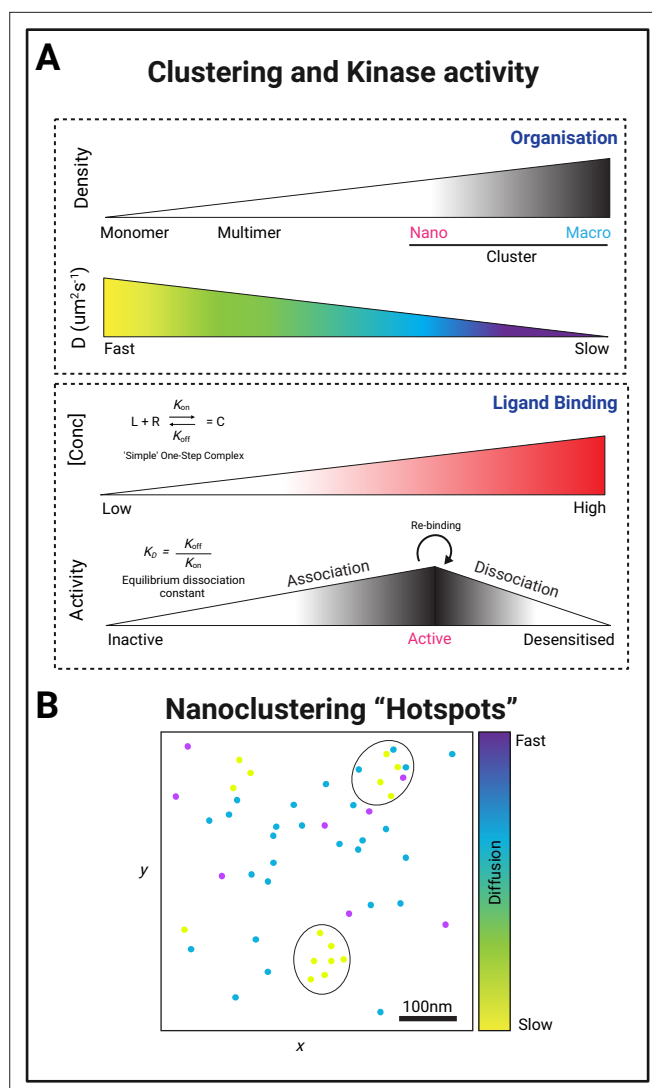 A
Clustering and Kinase activity
Organisation
Density
Monomer
Multimer
Nano
Macro
Cluster
D (um²s⁻¹)
Fast
Slow
Ligand Binding
[Conc]
L + R Kon Koff = C
'Simple' One-Step Complex
Low
High
Activity
KD = Koff Kon
Equilibrium dissociation
constant
Re-binding
Association
Dissociation
Inactive
Active
Desensitised
B
Nanoclustering “Hotspots”
Fast
Diffusion
Slow
y
100nm
x